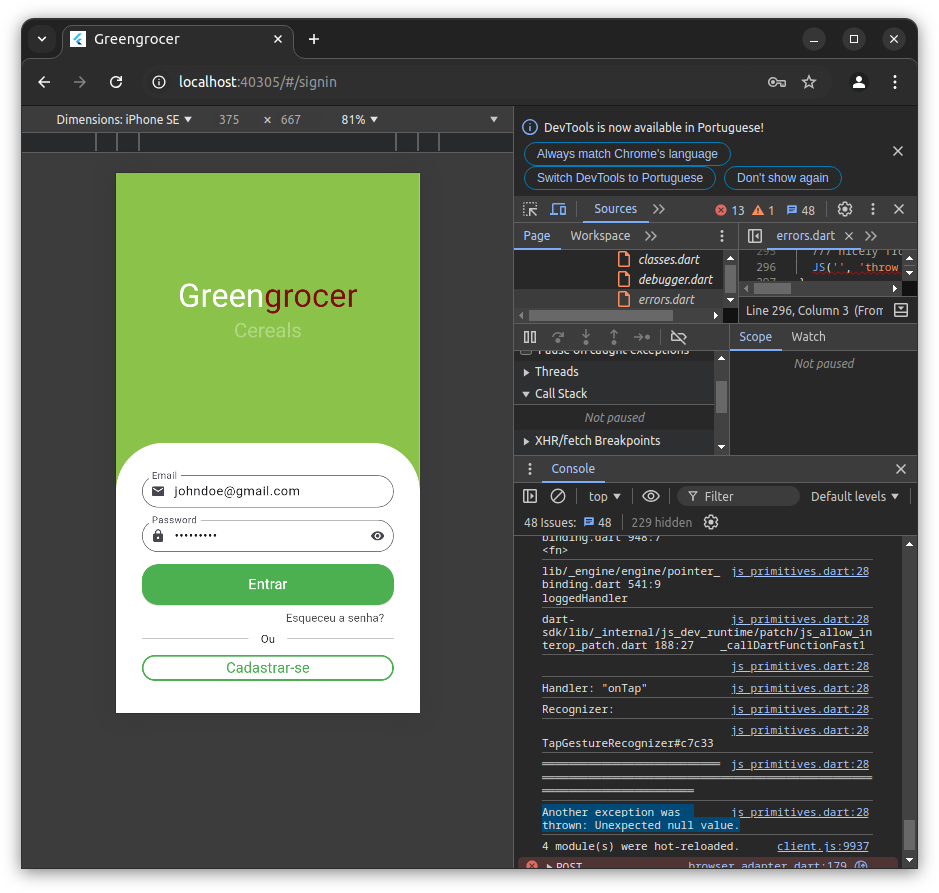 Greengrocer
localhost:40305/#/signin
Dimensions: iPhone SE 375 × 667 81%
DevTools is now available in Portuguese!
Always match Chrome's language
Switch DevTools to Portuguese Don't show again
Sources 13 1 48
Page Workspace errors.dart
classes.dart
debugger.dart
errors.dart
295 /// nicely
296 JS('', 'throw
297
Line 296, Column 3 (From
Pause on caught exceptions
Scope Watch
Threads
Not paused
Call Stack
Not paused
XHR/fetch Breakpoints
Greengrocer
Cereals
Email
johndoe@gmail.com
Password
•••••••••
Entrar
Esqueceu a senha?
Ou
Cadastrar-se
Console
top Filter Default levels
48 Issues: 48 229 hidden
binding.dart 948:7
<fn>
lib/_engine/engine/pointer_ js_primitives.dart:28
binding.dart 541:9
loggedHandler
dart- js_primitives.dart:28
sdk/lib/_internal/js_dev_runtime/patch/js_allow_in
terop_patch.dart 188:27 _callDartFunctionFast1
js_primitives.dart:28
Handler: "onTap" js_primitives.dart:28
Recognizer: js_primitives.dart:28
js_primitives.dart:28
TapGestureRecognizer#c7c33
js_primitives.dart:28
Another exception was js_primitives.dart:28
thrown: Unexpected null value.
4 module(s) were hot-reloaded. client.js:9937
POST browser_adapter.dart:179